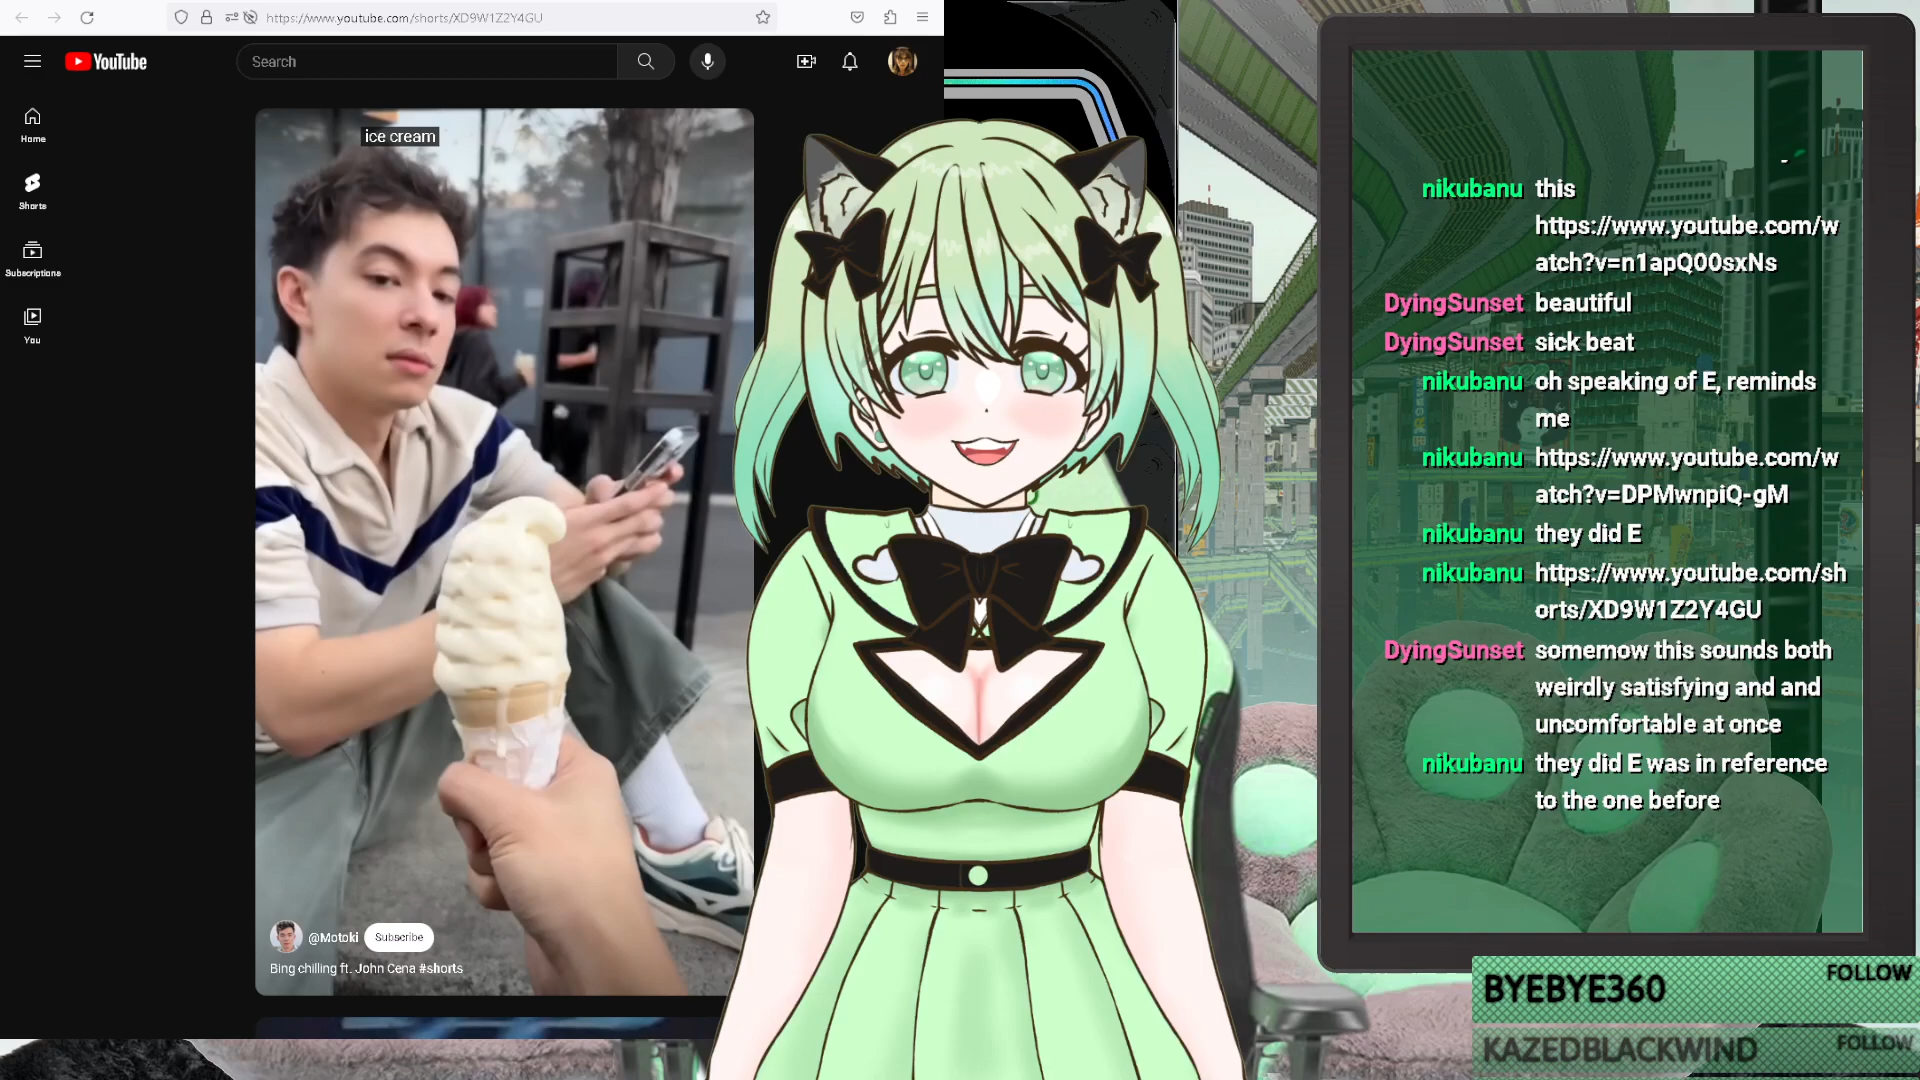 https://www.youtube.com/shorts/XD9W1Z2Y4GU
YouTube
Search
Home
Shorts
Subscriptions
You
ice cream
@Motoki
Subscribe
Bing chilling ft. John Cena #shorts
nikubanu this
https://www.youtube.com/w
atch?v=n1apQ00sxNs
DyingSunset beautiful
DyingSunset sick beat
nikubanu oh speaking of E, reminds
me
nikubanu https://www.youtube.com/w
atch?v=DPMwnpiQ-gM
nikubanu they did E
nikubanu https://www.youtube.com/sh
orts/XD9W1Z2Y4GU
DyingSunset somemow this sounds both
weirdly satisfying and and
uncomfortable at once
nikubanu they did E was in reference
to the one before
BYEBYE360 FOLLOW
KAZEDBLACKWIND FOLLOW